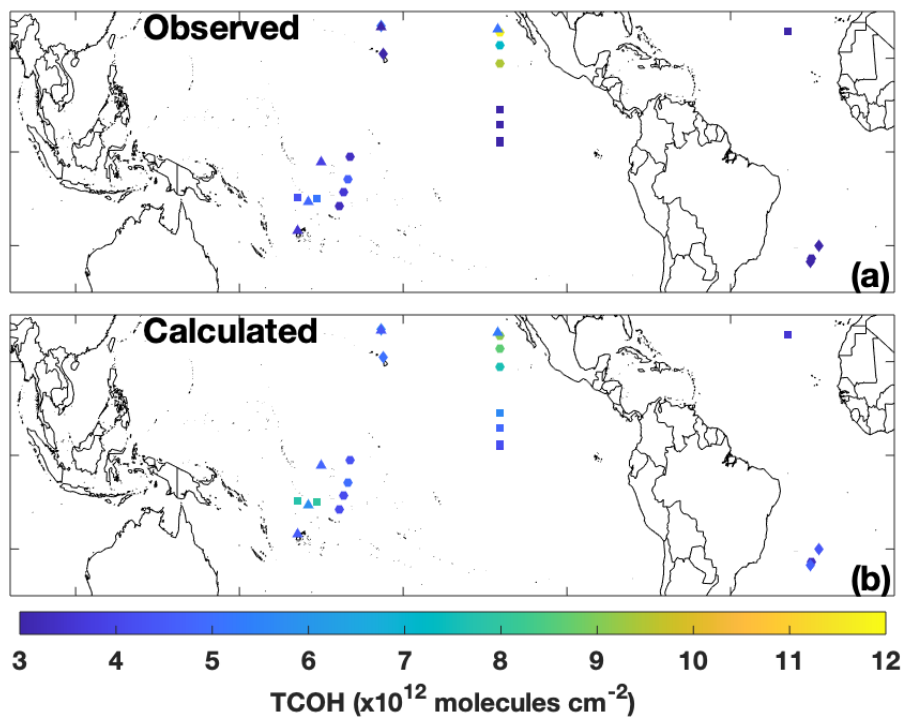 Observed
(a)
Calculated
(b)
3 4 5 6 7 8 9 10 11 12
TCOH (x10¹² molecules cm⁻²)